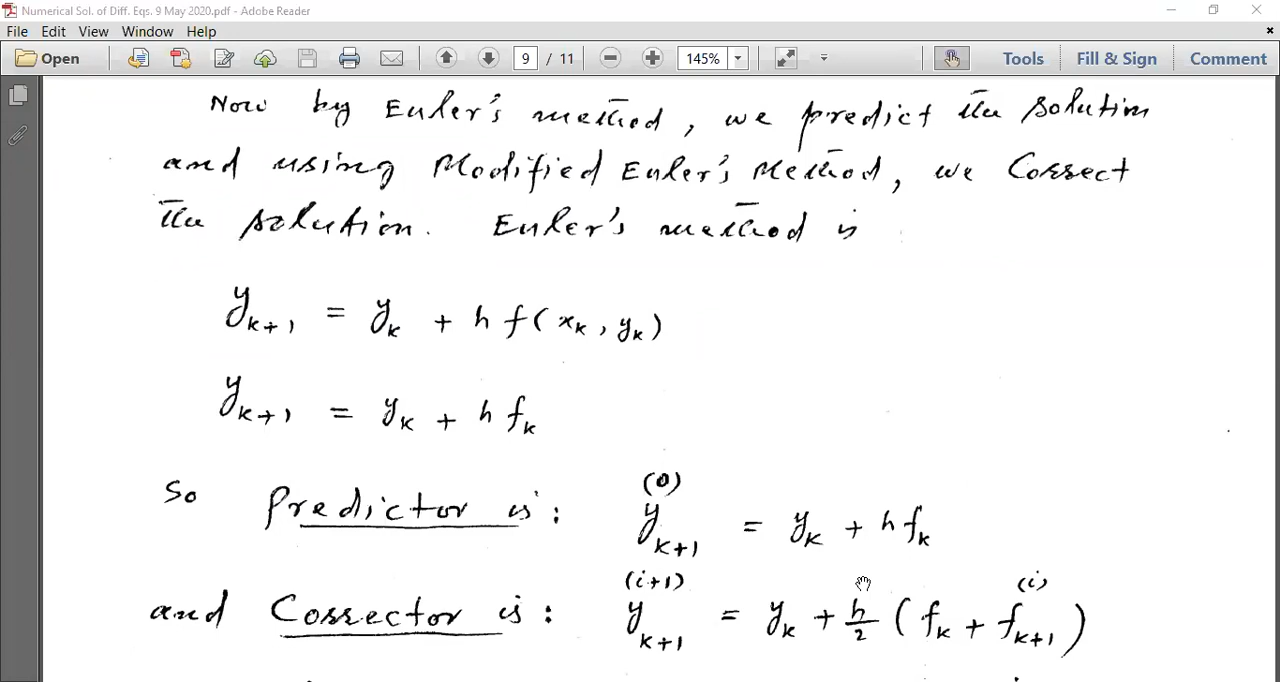 Numerical Sol. of Diff. Eqs. 9 May 2020.pdf - Adobe Reader
File Edit View Window Help
Open 9 / 11 145% Tools Fill & Sign Comment
Now by Euler's method, we predict the solution
and using Modified Euler's Method, we Correct
the solution. Euler's method is
y_{k+1} = y_k + h f(x_k, y_k)
y_{k+1} = y_k + h f_k
So Predictor is: y_{k+1}^{(0)} = y_k + h f_k
and Corrector is: y_{k+1}^{(i+1)} = y_k + h/2 (f_k + f_{k+1}^{(i)})